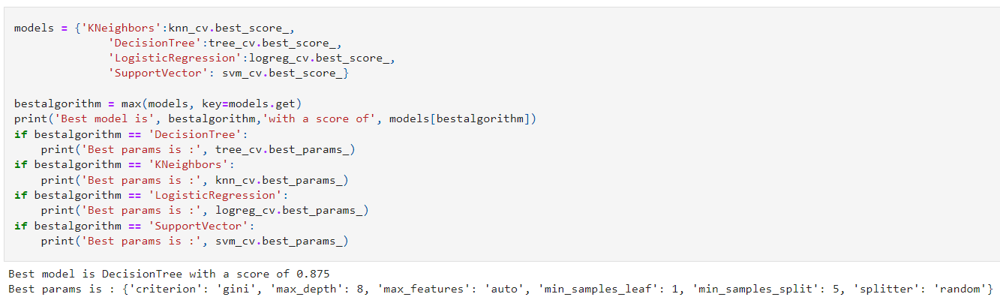 models = {'KNeighbors':knn_cv.best_score_,
              'DecisionTree':tree_cv.best_score_,
              'LogisticRegression':logreg_cv.best_score_,
              'SupportVector': svm_cv.best_score_}
bestalgorithm = max(models, key=models.get)
print('Best model is', bestalgorithm,'with a score of', models[bestalgorithm])
if bestalgorithm == 'DecisionTree':
    print('Best params is :', tree_cv.best_params_)
if bestalgorithm == 'KNeighbors':
    print('Best params is :', knn_cv.best_params_)
if bestalgorithm == 'LogisticRegression':
    print('Best params is :', logreg_cv.best_params_)
if bestalgorithm == 'SupportVector':
    print('Best params is :', svm_cv.best_params_)
Best model is DecisionTree with a score of 0.875
Best params is : {'criterion': 'gini', 'max_depth': 8, 'max_features': 'auto', 'min_samples_leaf': 1, 'min_samples_split': 5, 'splitter': 'random'}